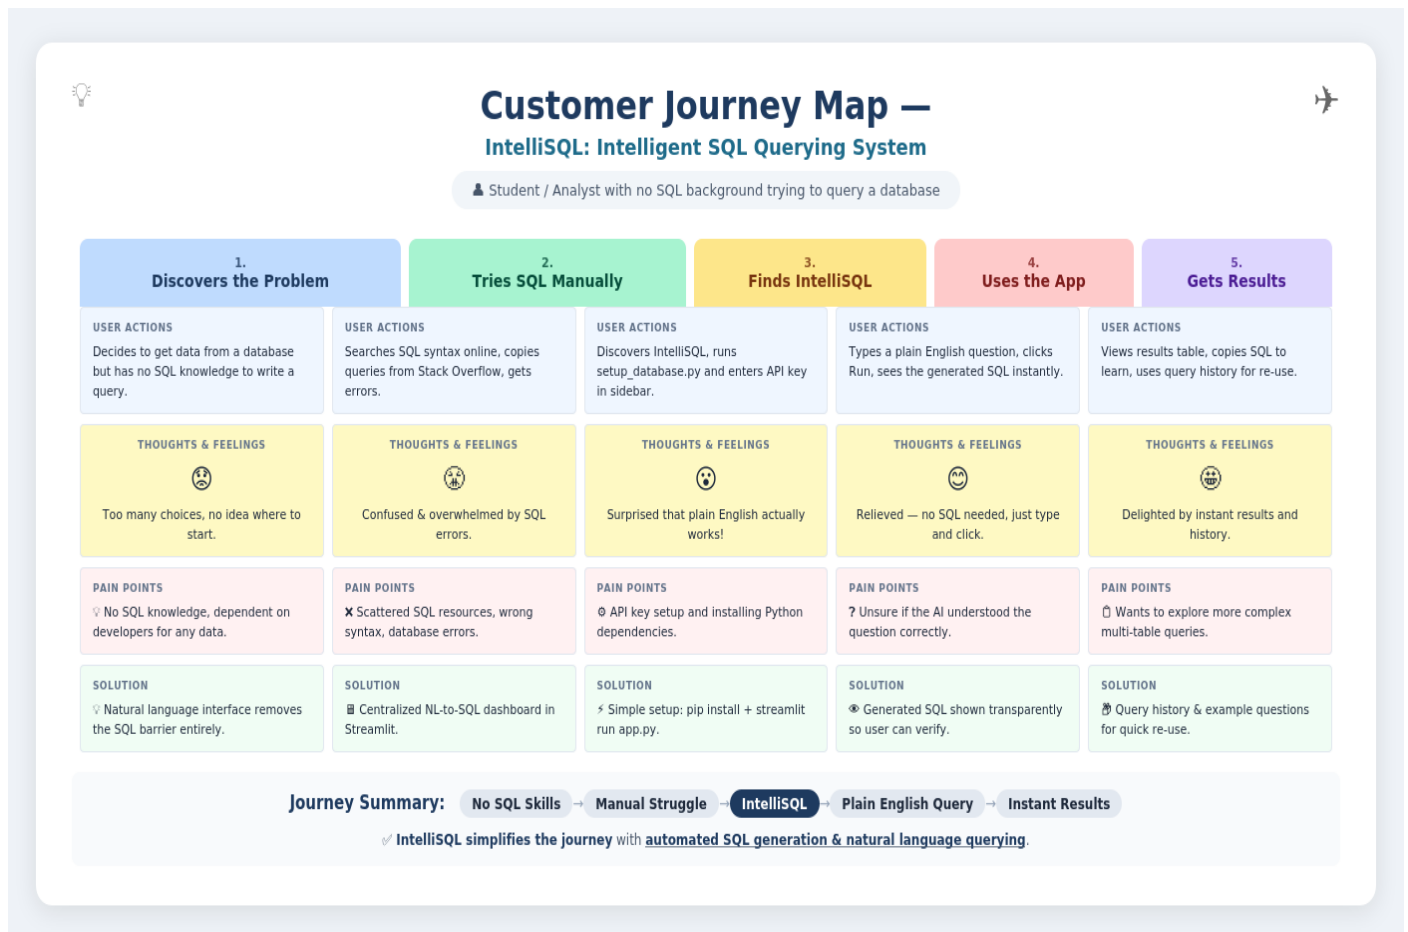 Customer Journey Map —
IntelliSQL: Intelligent SQL Querying System
👤 Student / Analyst with no SQL background trying to query a database
1.
Discovers the Problem
2.
Tries SQL Manually
3.
Finds IntelliSQL
4.
Uses the App
5.
Gets Results
USER ACTIONS
Decides to get data from a database
but has no SQL knowledge to write a
query.
USER ACTIONS
Searches SQL syntax online, copies
queries from Stack Overflow, gets
errors.
USER ACTIONS
Discovers IntelliSQL, runs
setup_database.py and enters API key
in sidebar.
USER ACTIONS
Types a plain English question, clicks
Run, sees the generated SQL instantly.
USER ACTIONS
Views results table, copies SQL to
learn, uses query history for re-use.
THOUGHTS & FEELINGS
Too many choices, no idea where to
start.
THOUGHTS & FEELINGS
Confused & overwhelmed by SQL
errors.
THOUGHTS & FEELINGS
Surprised that plain English actually
works!
THOUGHTS & FEELINGS
Relieved — no SQL needed, just type
and click.
THOUGHTS & FEELINGS
Delighted by instant results and
history.
PAIN POINTS
💡 No SQL knowledge, dependent on
developers for any data.
PAIN POINTS
❌ Scattered SQL resources, wrong
syntax, database errors.
PAIN POINTS
⚙ API key setup and installing Python
dependencies.
PAIN POINTS
❓ Unsure if the AI understood the
question correctly.
PAIN POINTS
📋 Wants to explore more complex
multi-table queries.
SOLUTION
💡 Natural language interface removes
the SQL barrier entirely.
SOLUTION
🖥 Centralized NL-to-SQL dashboard in
Streamlit.
SOLUTION
⚡ Simple setup: pip install + streamlit
run app.py.
SOLUTION
👁 Generated SQL shown transparently
so user can verify.
SOLUTION
Query history & example questions
for quick re-use.
Journey Summary: No SQL Skills → Manual Struggle → IntelliSQL → Plain English Query → Instant Results
✅ IntelliSQL simplifies the journey with automated SQL generation & natural language querying.